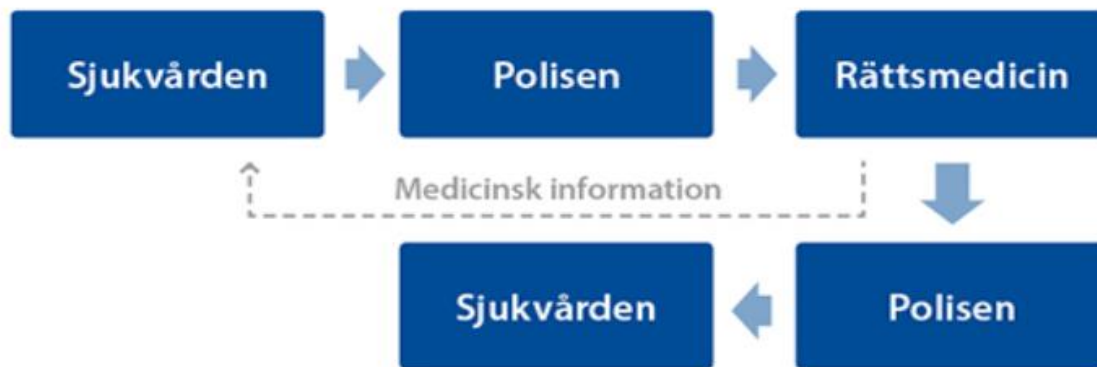 Sjukvården
Polisen
Rättsmedicin
Medicinsk information
Sjukvården
Polisen